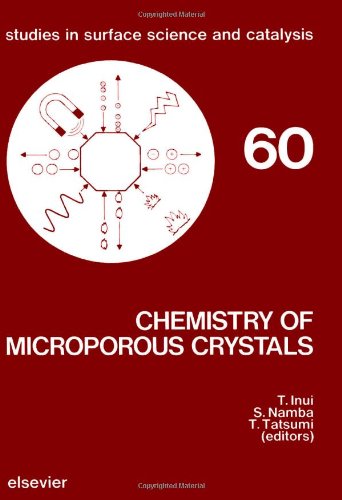 studies in surface science and catalysis
60
CHEMISTRY OF
MICROPOROUS CRYSTALS
T. Inui
S. Namba
T. Tatsumi
(editors)
elsevier